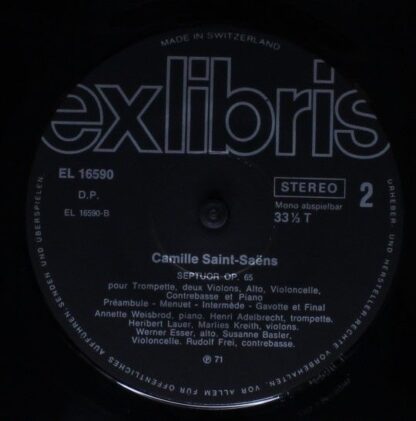 MADE IN SWITZERLAND
exlibris
EL 16590
D.P.
EL 16590-B
STEREO
2
Mono abspielbar
33⅓ T
Camille Saint-Saëns
SEPTUOR OP. 65
pour Trompette, deux Violons, Alto, Violoncelle,
Contrebasse et Piano
Préambule - Menuet - Intermède - Gavotte et Final
Annette Weisbrod, piano. Henri Adelbrecht, trompette.
Heribert Lauer, Marlies Kreith, violons.
Werner Esser, alto. Susanne Basler,
Violoncelle. Rudolf Frei, contrebasse.
℗ 71
URHEBER- UND HERSTELLER-RECHTE VORBEHALTEN. VOR ALLEM FÜR ÖFFENTLICHES AUFFÜHREN SENDEN UND ÜBERSPIELEN.